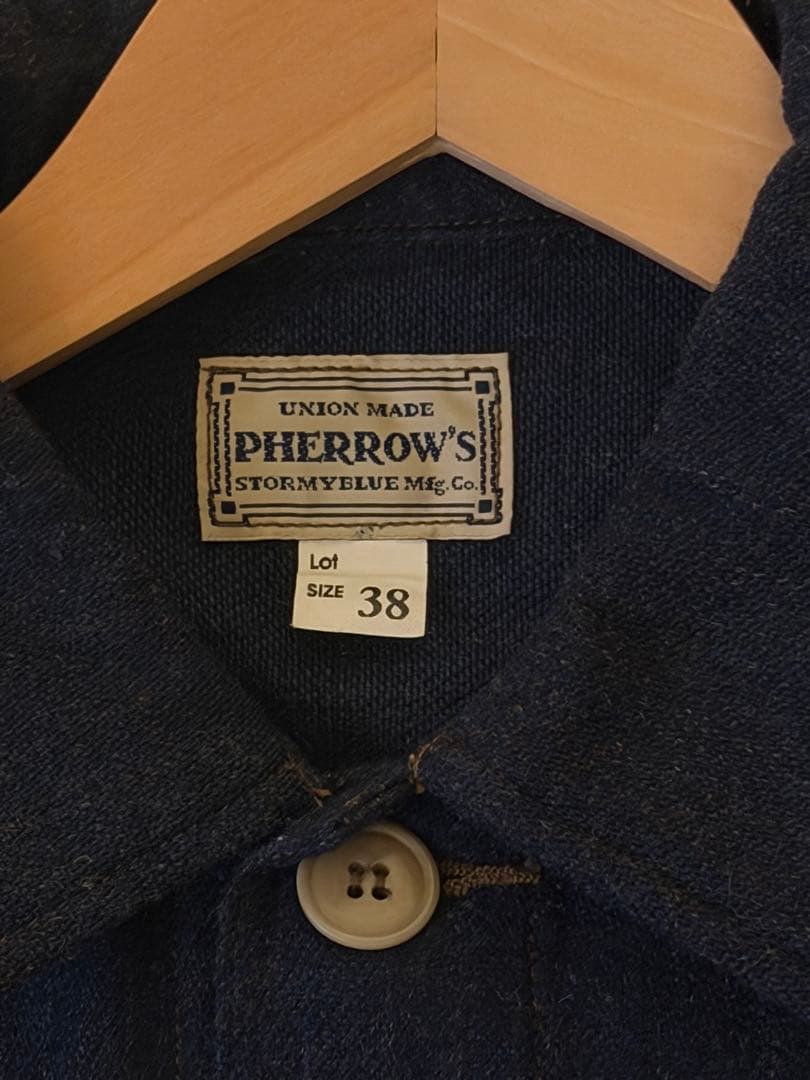 UNION MADE
PHERROW'S
STORMYBLUE Mfg. Co.
Lot
SIZE 38